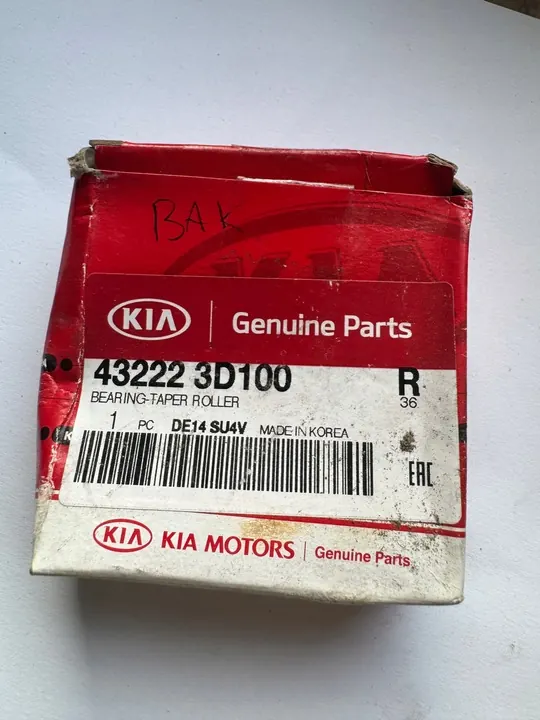 BAK
KIA
KIA Genuine Parts
43222 3D100 R
BEARING-TAPER ROLLER 36
1 PC DE14 SU4V MADE IN KOREA
EAC
KIA KIA MOTORS Genuine Parts